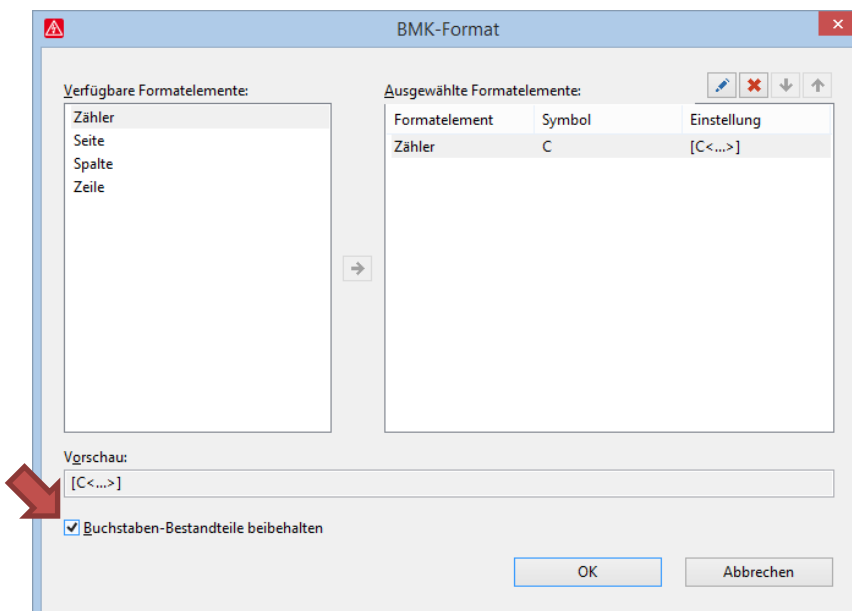 BMK-Format
Verfügbare Formatelemente:
Ausgewählte Formatelemente:
Zähler
Seite
Spalte
Zeile
Formatelement Symbol Einstellung
Zähler C [C<...>]
Vorschau:
[C<...>]
Buchstaben-Bestandteile beibehalten
OK
Abbrechen